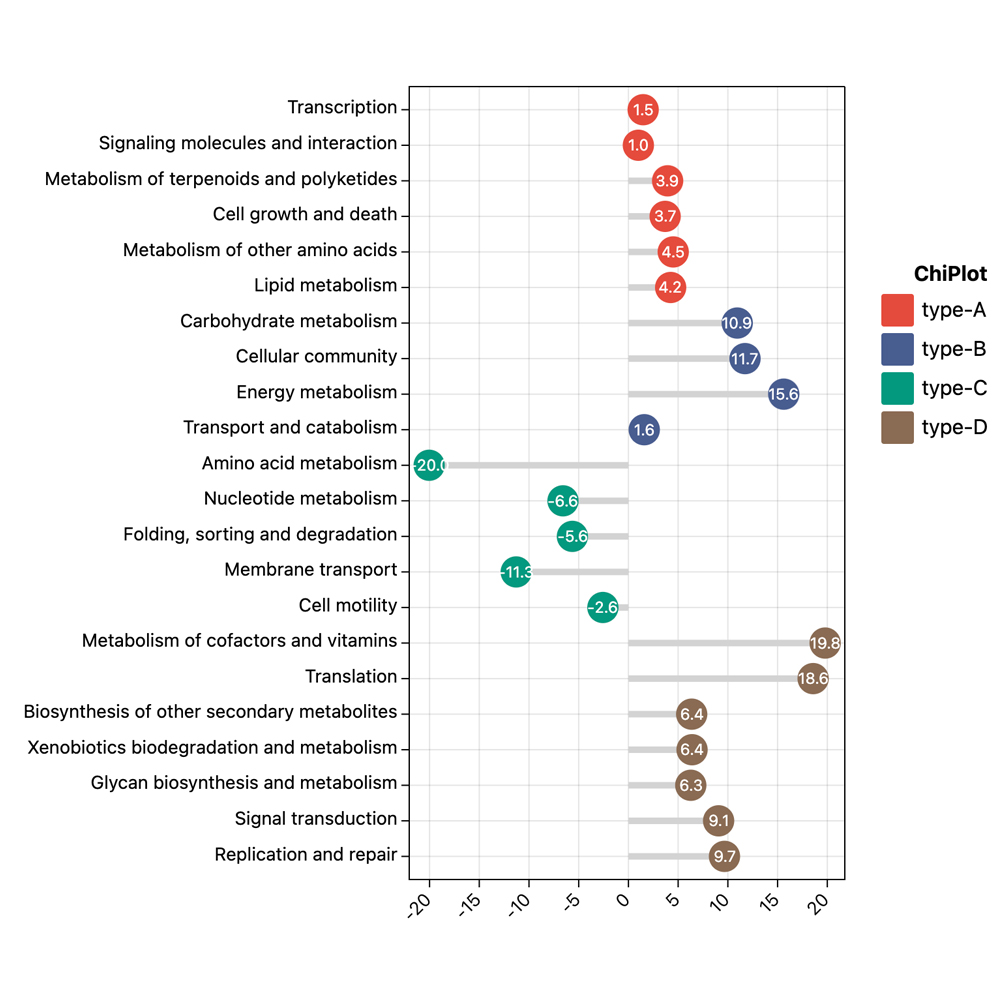 Transcription 1.5
Signaling molecules and interaction 1.0
Metabolism of terpenoids and polyketides 3.9
Cell growth and death 3.7
Metabolism of other amino acids 4.5
Lipid metabolism 4.2
Carbohydrate metabolism 10.9
Cellular community 11.7
Energy metabolism 15.6
Transport and catabolism 1.6
Amino acid metabolism -20.0
Nucleotide metabolism -6.6
Folding, sorting and degradation -5.6
Membrane transport -11.3
Cell motility -2.6
Metabolism of cofactors and vitamins 19.8
Translation 18.6
Biosynthesis of other secondary metabolites 6.4
Xenobiotics biodegradation and metabolism 6.4
Glycan biosynthesis and metabolism 6.3
Signal transduction 9.1
Replication and repair 9.7
-20 -15 -10 -5 0 5 10 15 20
ChiPlot
type-A
type-B
type-C
type-D